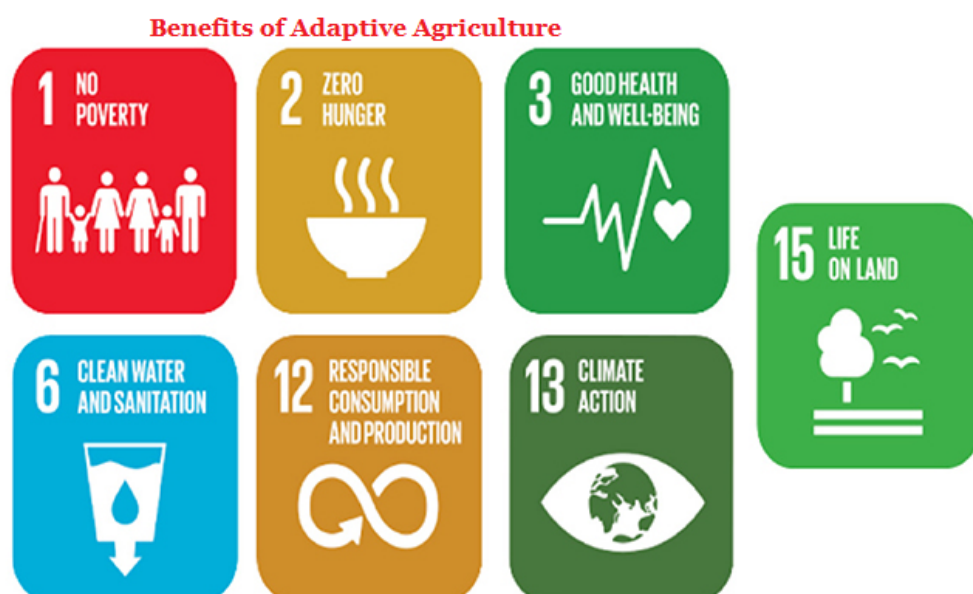 Benefits of Adaptive Agriculture
1 NO
POVERTY
2 ZERO
HUNGER
3 GOOD HEALTH
AND WELL-BEING
15 LIFE
ON LAND
6 CLEAN WATER
AND SANITATION
12 RESPONSIBLE
CONSUMPTION
AND PRODUCTION
13 CLIMATE
ACTION